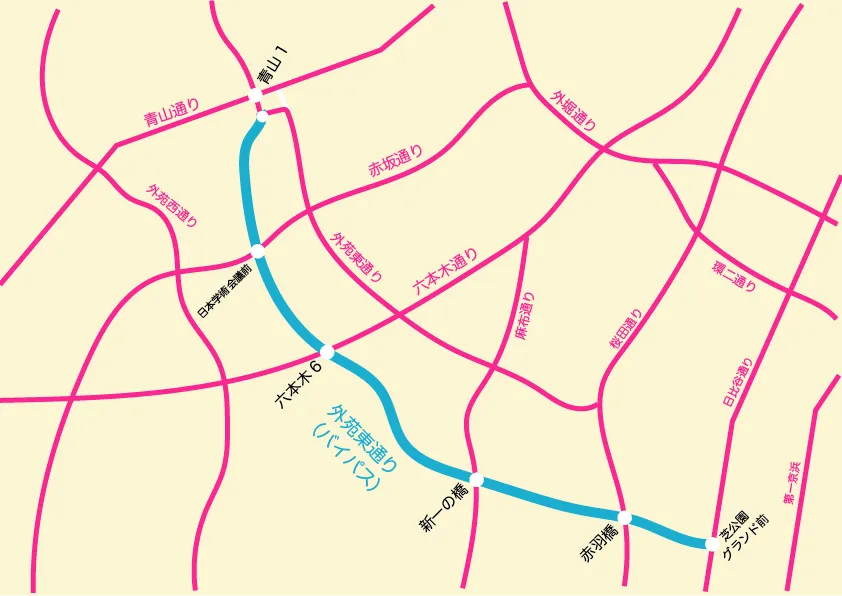 青山1
青山通り
外堀通り
赤坂通り
外苑西通り
外苑東通り
六本木通り
日本学術会議前
環二通り
麻布通り
桜田通り
六本木6
日比谷通り
外苑東通り
(バイパス)
第一京浜
新一の橋
赤羽橋
芝公園
グランド前